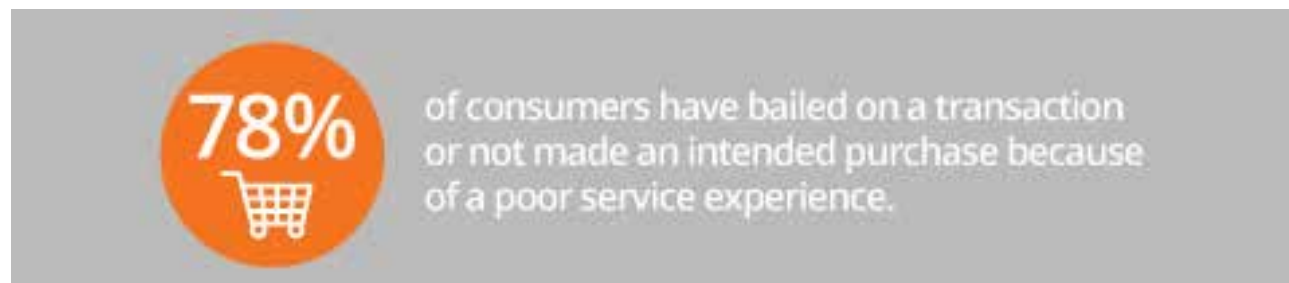 78%
of consumers have bailed on a transaction
or not made an intended purchase because
of a poor service experience.